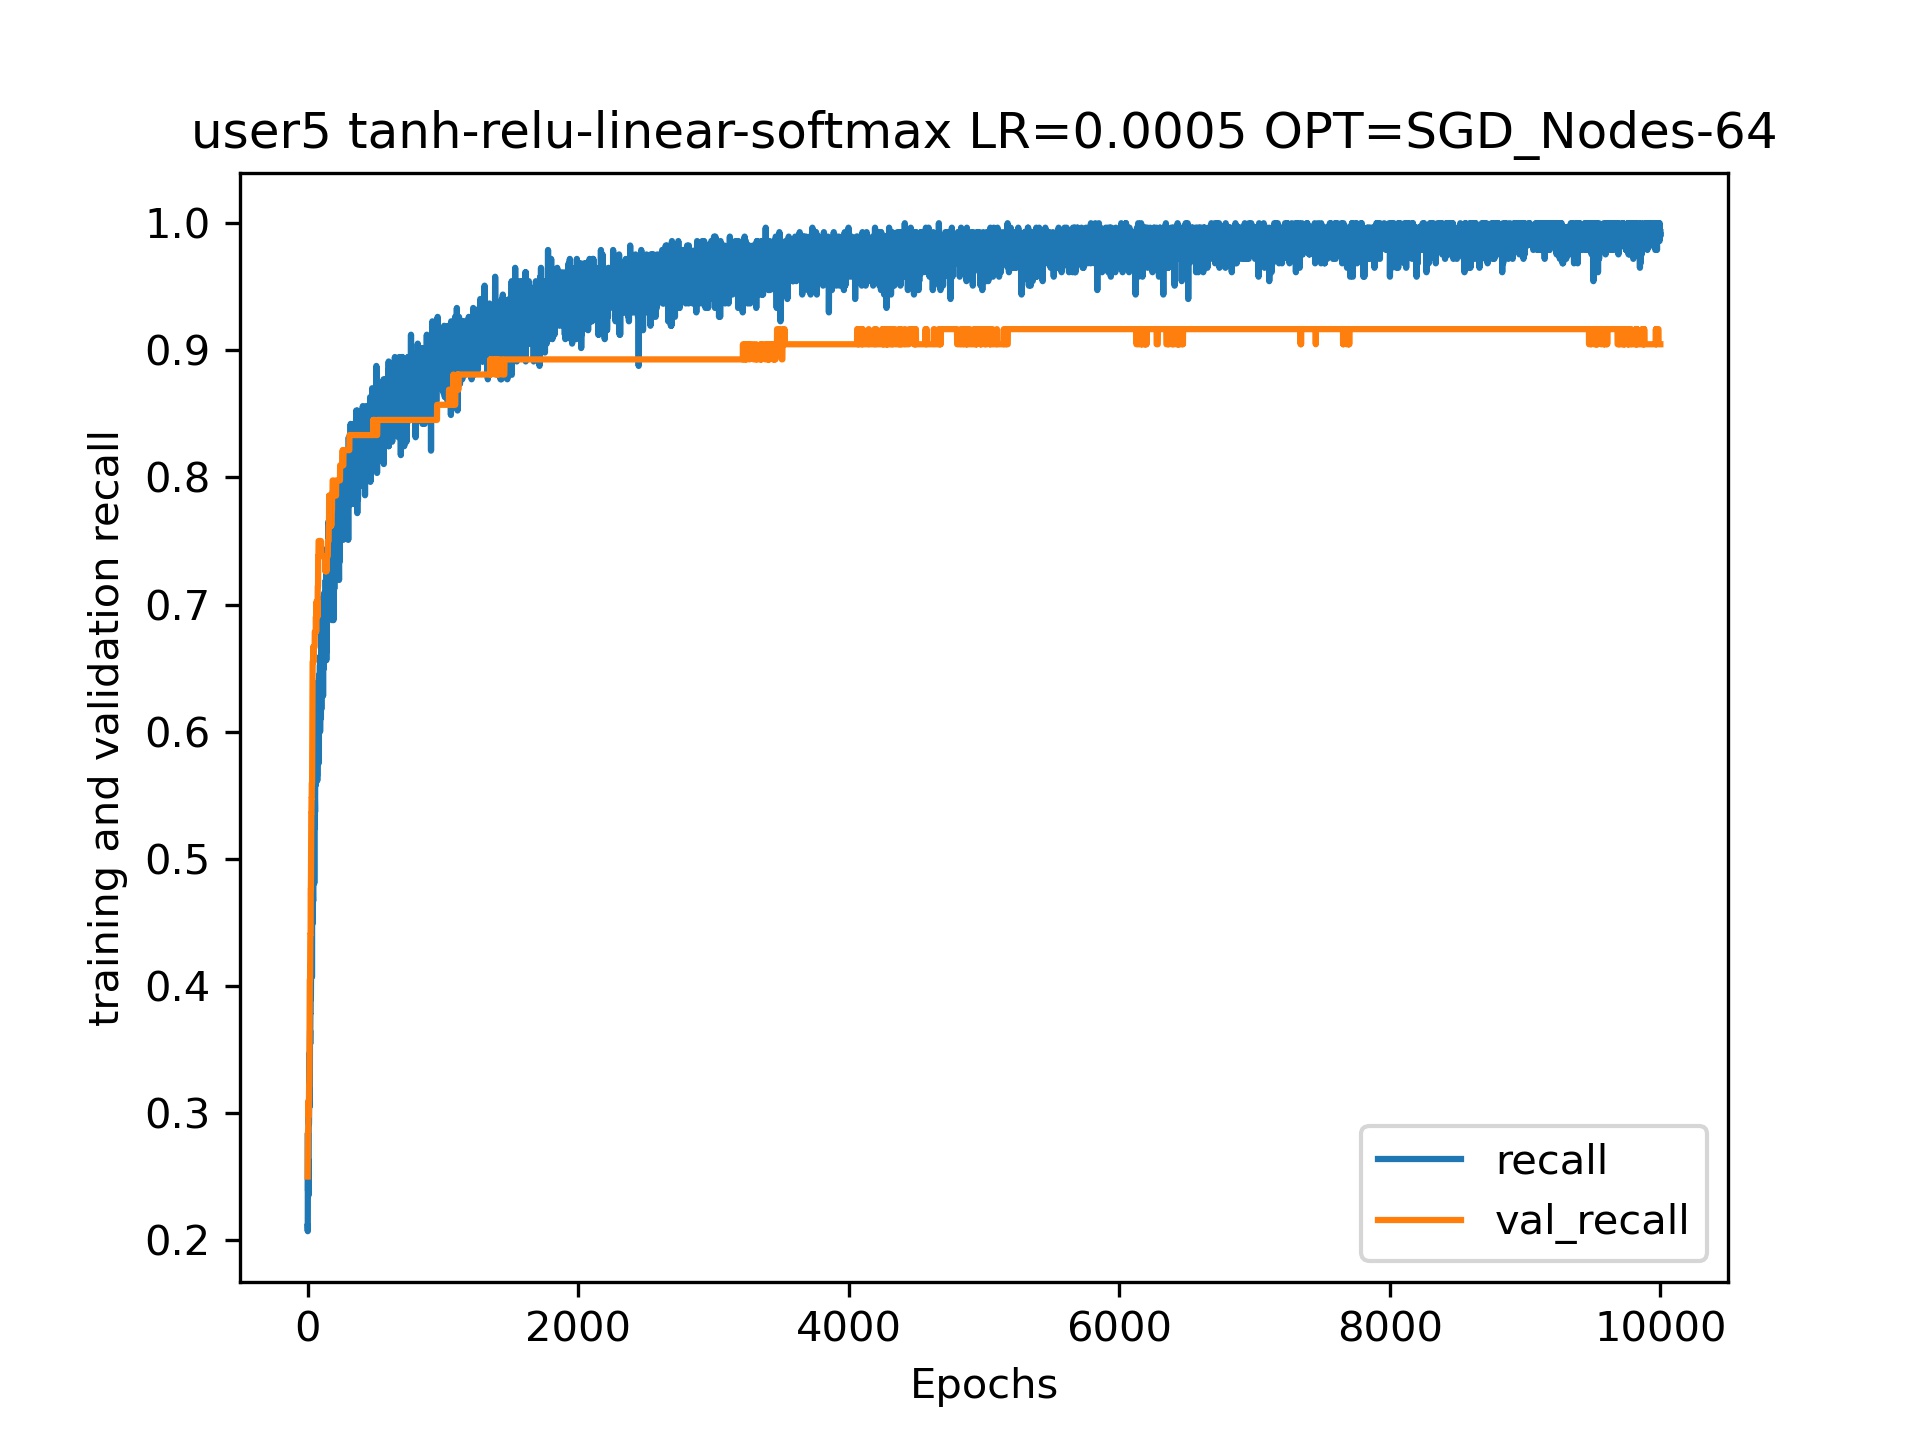 user5 tanh-relu-linear-softmax LR=0.0005 OPT=SGD_Nodes-64
training and validation recall
1.0
0.9
0.8
0.7
0.6
0.5
0.4
0.3
0.2
recall
val_recall
0 2000 4000 6000 8000 10000
Epochs